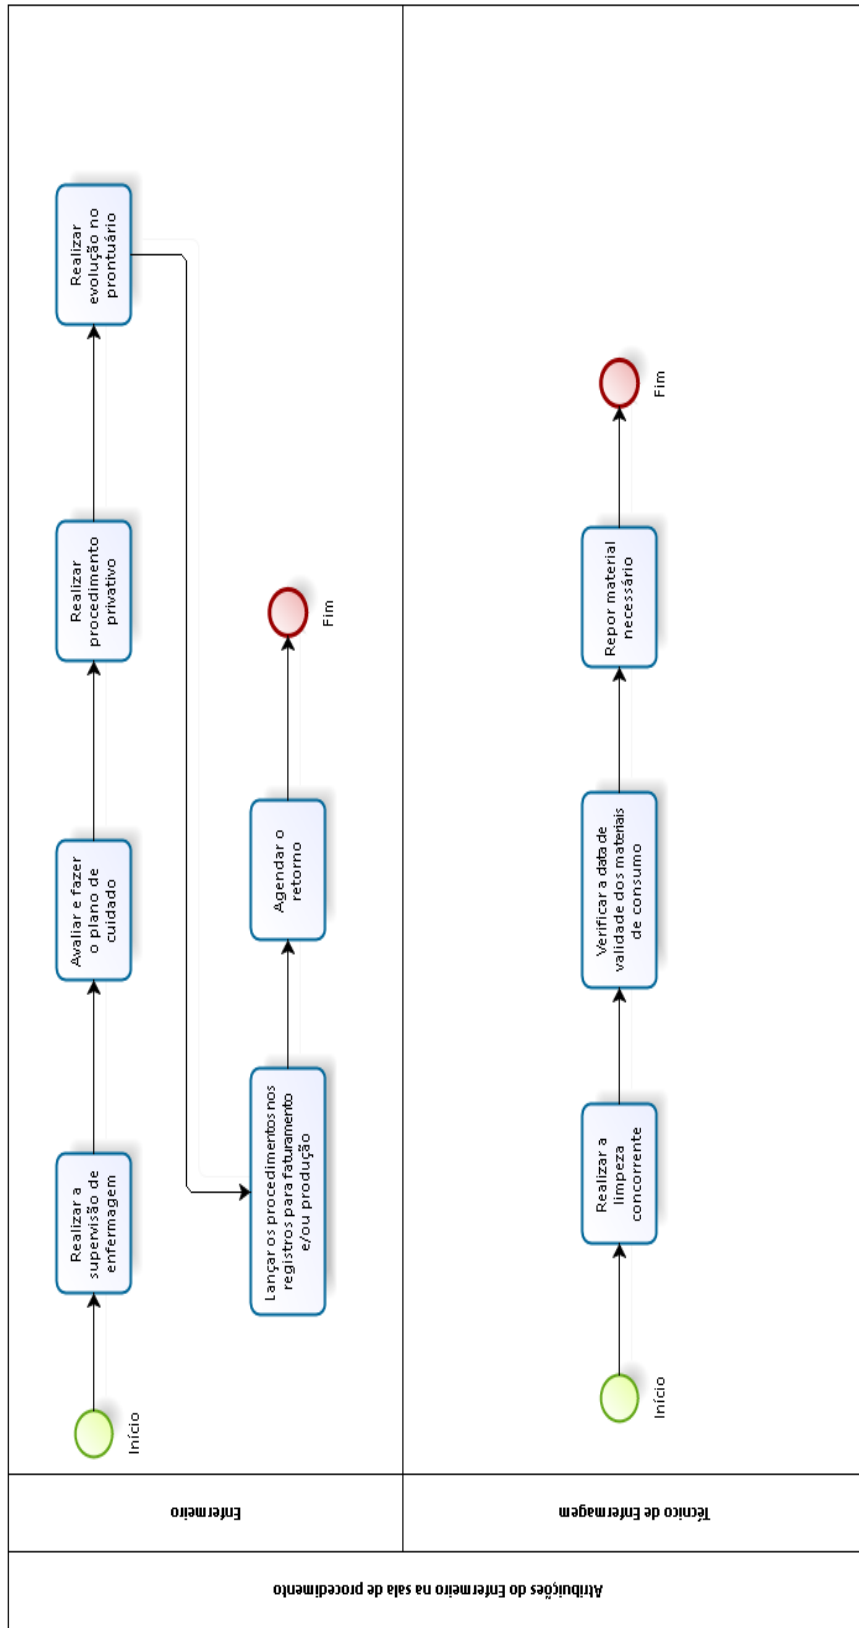 Atribuições do Enfermeiro na sala de procedimento
Enfermeiro
Início
Realizar a
supervisão de
enfermagem
Avaliar e fazer
o plano de
cuidado
Realizar
procedimento
privativo
Realizar
evolução no
prontuário
Lançar os procedimentos nos
registros para faturamento
e/ou produção
Agendar o
retorno
Fim
Técnico de Enfermagem
Início
Realizar a
limpeza
concorrente
Verificar a data de
validade dos materiais
de consumo
Repor material
necessário
Fim